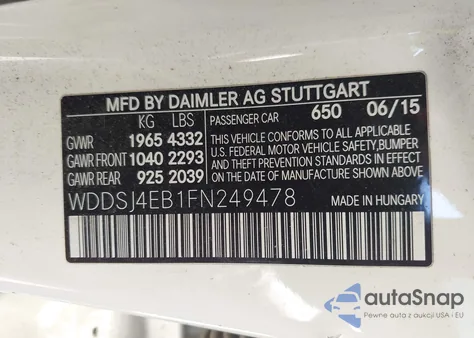 MFD BY DAIMLER AG STUTTGART
KG LBS PASSENGER CAR 650 06/15
GVWR 1965 4332
GAWR FRONT 1040 2293
GAWR REAR 925 2039
THIS VEHICLE CONFORMS TO ALL APPLICABLE
U.S. FEDERAL MOTOR VEHICLE SAFETY,BUMPER
AND THEFT PREVENTION STANDARDS IN EFFECT
ON THE DATE OF MANUFACTURE SHOWN ABOVE.
WDDSJ4EB1FN249478 MADE IN HUNGARY
autoSnap
Pewne auta z aukcji USA i EU